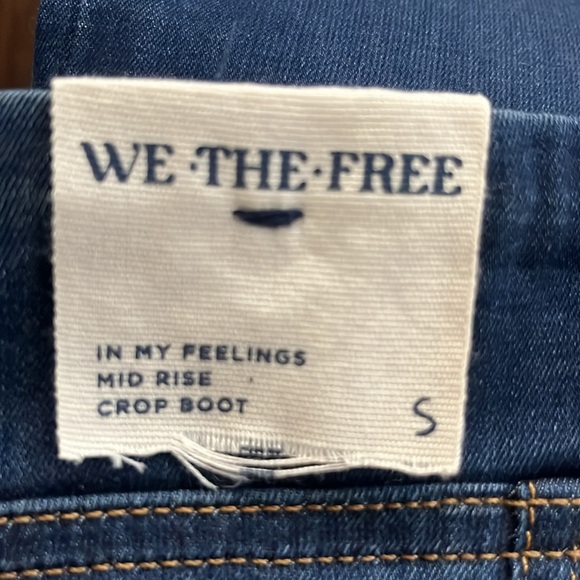 WE·THE·FREE
IN MY FEELINGS
MID RISE
CROP BOOT
S